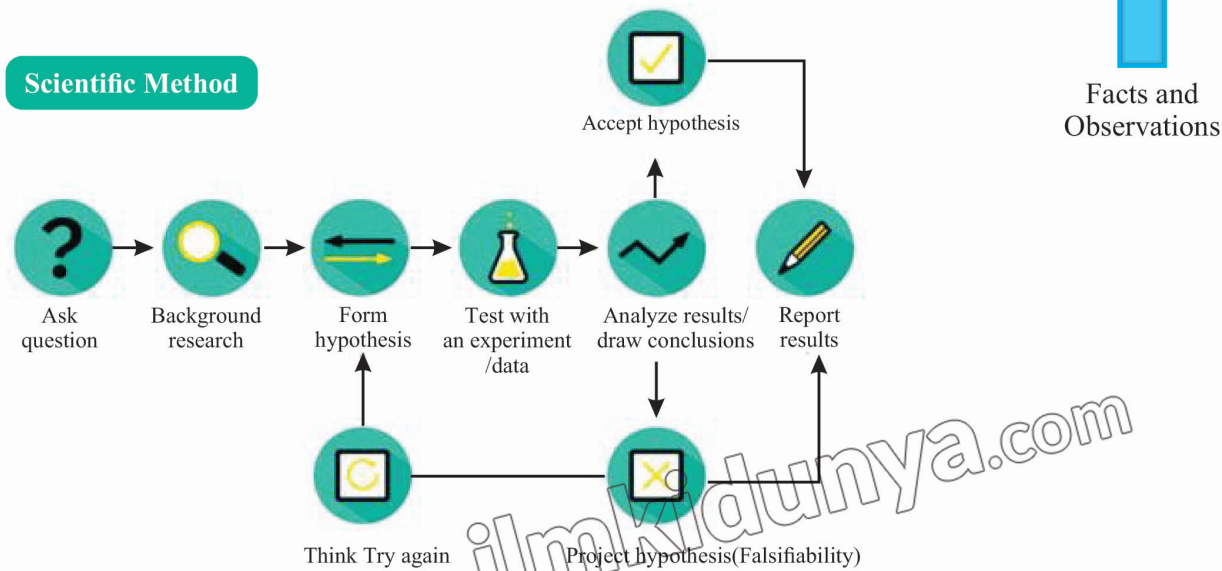 Scientific Method
Accept hypothesis
Facts and
Observations
Ask
question
Background
research
Form
hypothesis
Test with
an experiment
/data
Analyze results/
draw conclusions
Report
results
Think Try again
Project hypothesis(Falsifiability)
ilmkidunya.com